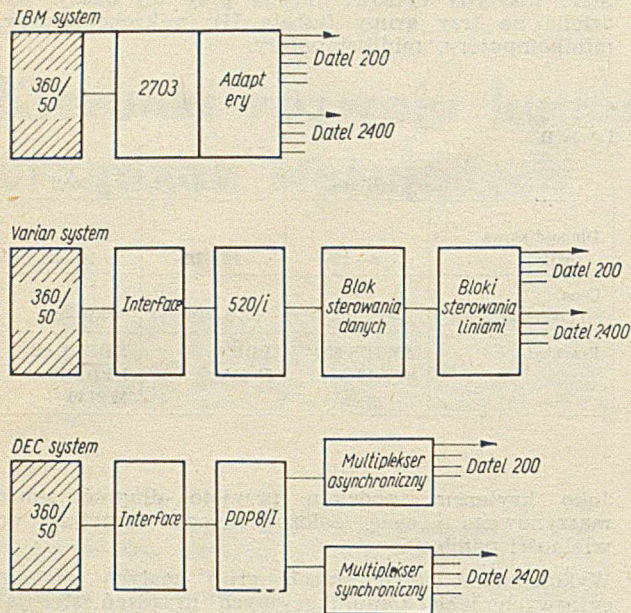 IBM system
360/
50
2703
Adapt
ery
Datel 200
Datel 2400
Varian system
360/
50
Interface
520/i
Blok
sterowania
danych
Bloki
sterowania
liniami
Datel 200
Datel 2400
DEC system
360/
50
Interface
PDP8/I
Multiplekser
asynchroniczny
Datel 200
Multiplekser
synchroniczny
Datel 2400